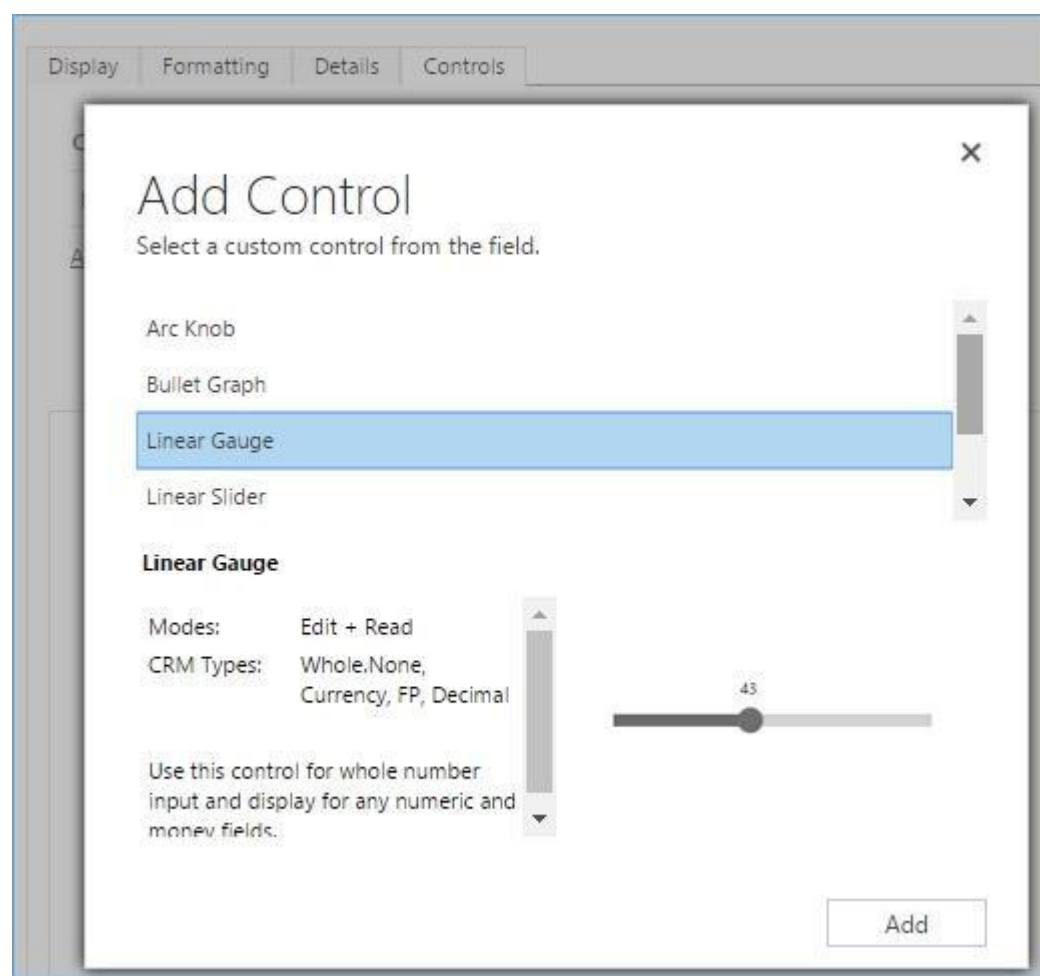 Display Formatting Details Controls
Add Control
Select a custom control from the field.
Arc Knob
Bullet Graph
Linear Gauge
Linear Slider
Linear Gauge
Modes: Edit + Read
CRM Types: Whole.None,
Currency, FP, Decimal
43
Use this control for whole number
input and display for any numeric and
money fields.
Add